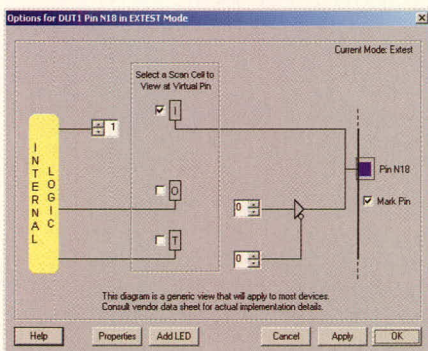 Options for DUT1 Pin N18 in EXTEST Mode
Current Mode: Extest
Select a Scan Cell to
View at Virtual Pin
1
I
INTERNAL
LOGIC
Pin N18
Mark Pin
O
0
T
0
This diagram is a generic view that will apply to most devices.
Consult vendor data sheet for actual implementation details.
Help Properties Add LED Cancel Apply OK